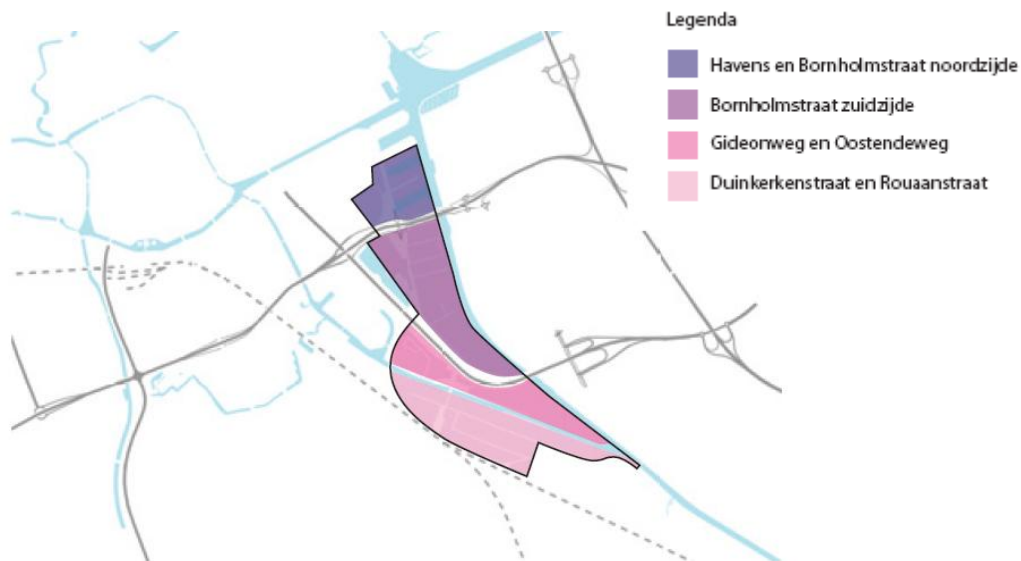 Legenda
Havens en Bornholmstraat noordzijde
Bornholmstraat zuidzijde
Gideonweg en Oostendeweg
Duinkerkenstraat en Rouaanstraat